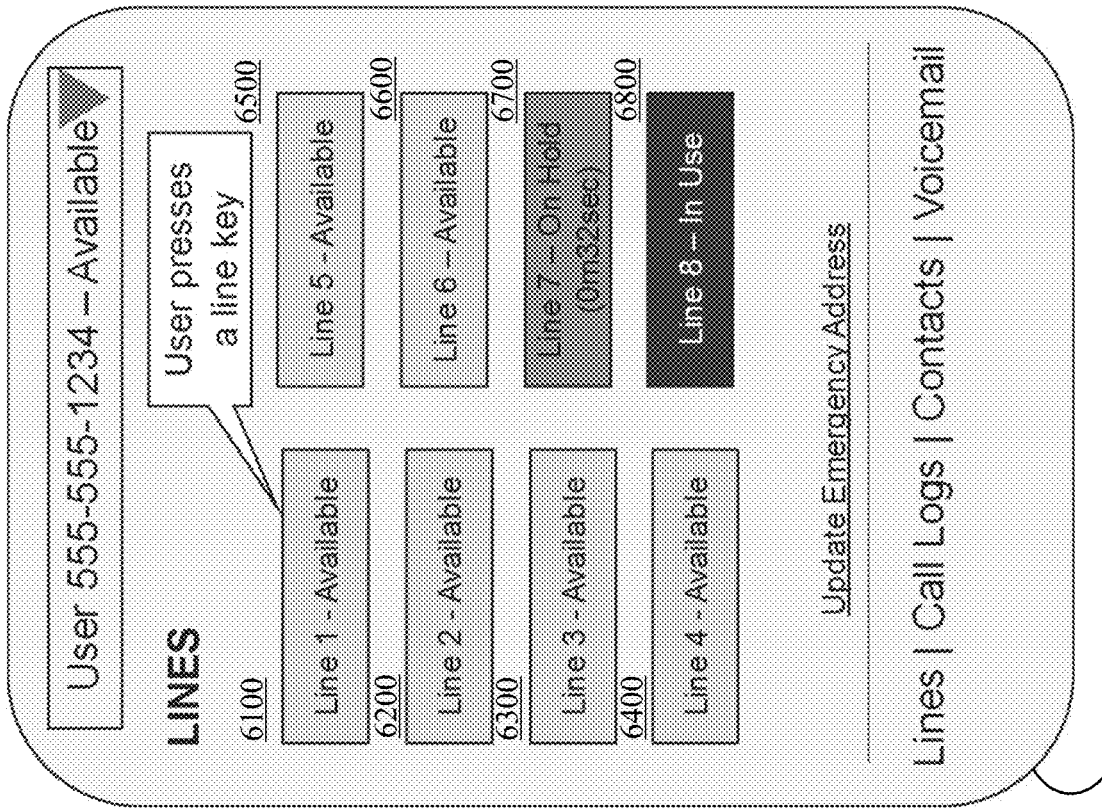 User 555-555-1234 – Available
LINES
User presses
a line key
6100
Line 1 - Available
6200
Line 2 - Available
6300
Line 3 - Available
6400
Line 4 - Available
6500
Line 5 - Available
6600
Line 6 – Available
6700
Line 7 – On Hold
(0m32sec)
6800
Line 8 – In Use
Update Emergency Address
Lines | Call Logs | Contacts | Voicemail